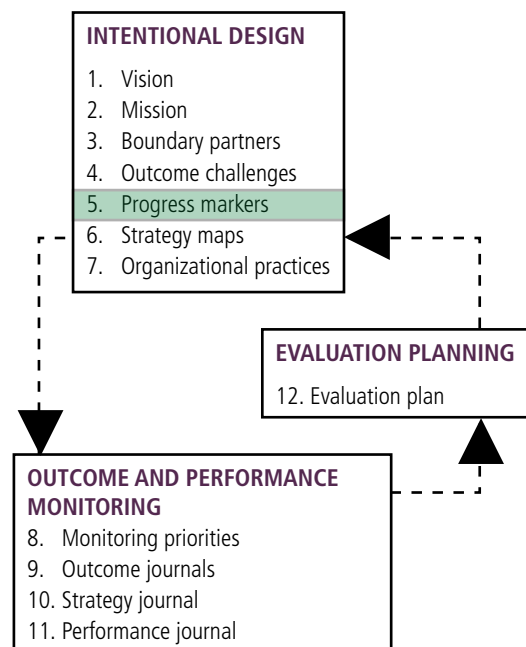 INTENTIONAL DESIGN
1. Vision
2. Mission
3. Boundary partners
4. Outcome challenges
5. Progress markers
6. Strategy maps
7. Organizational practices
EVALUATION PLANNING
12. Evaluation plan
OUTCOME AND PERFORMANCE
MONITORING
8. Monitoring priorities
9. Outcome journals
10. Strategy journal
11. Performance journal